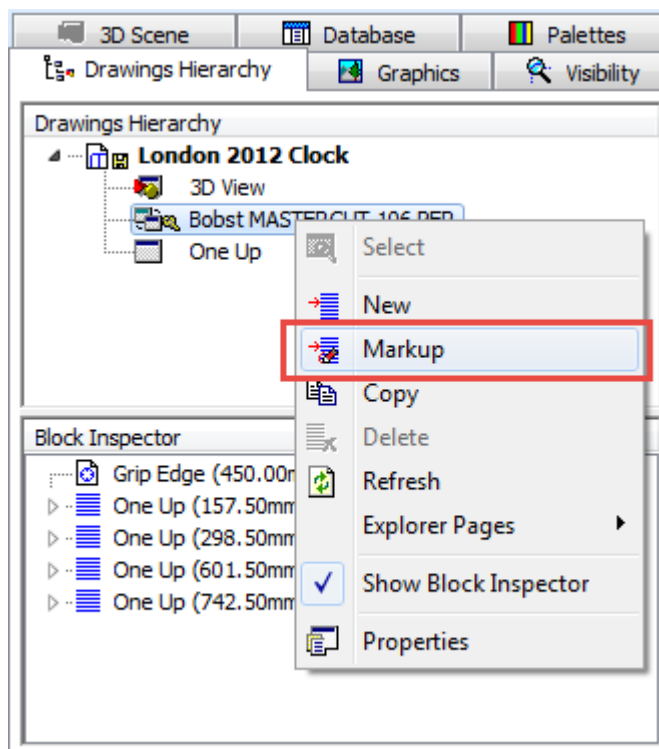 3D Scene Database Palettes
Drawings Hierarchy Graphics Visibility
Drawings Hierarchy
London 2012 Clock
3D View
Bobst MASTERCUT 106 PER
One Up
Select
New
Markup
Copy
Delete
Refresh
Explorer Pages
Show Block Inspector
Properties
Block Inspector
Grip Edge (450.00
One Up (157.50mm
One Up (298.50mm
One Up (601.50mm
One Up (742.50mm